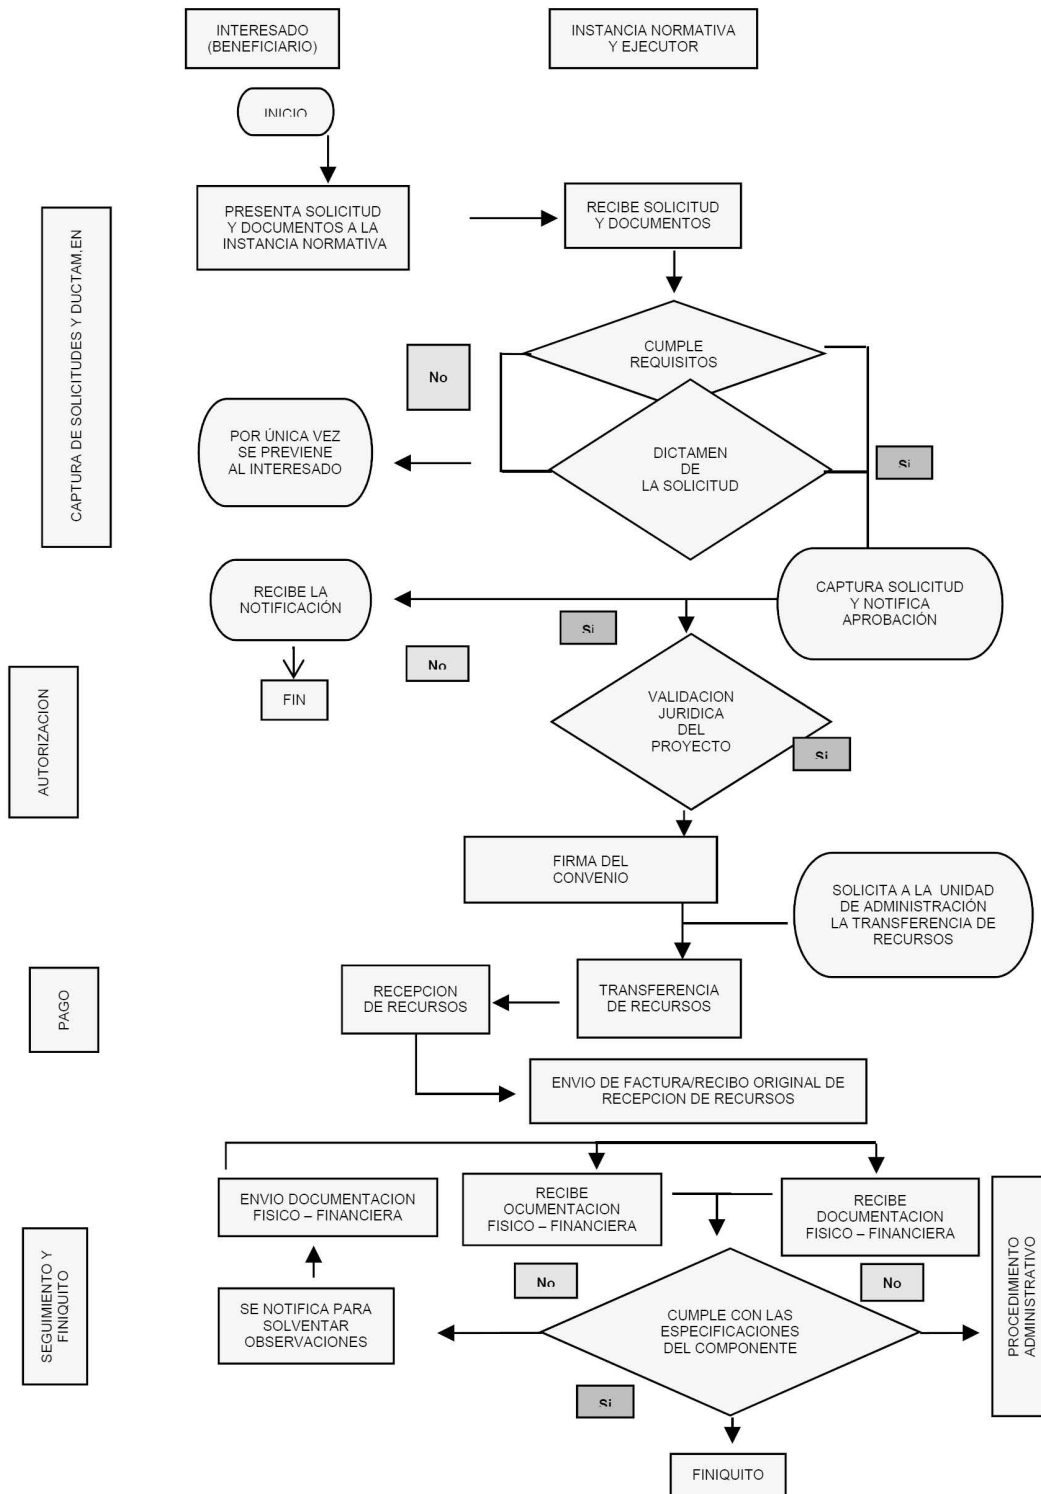 INTERESADO
(BENEFICIARIO)
INSTANCIA NORMATIVA
Y EJECUTOR
INICIO
CAPTURA DE SOLICITUDES Y DUCTAM.EN
PRESENTA SOLICITUD
Y DOCUMENTOS A LA
INSTANCIA NORMATIVA
RECIBE SOLICITUD
Y DOCUMENTOS
CUMPLE
REQUISITOS
No
POR ÚNICA VEZ
SE PREVIENE
AL INTERESADO
DICTAMEN
DE
LA SOLICITUD
Si
RECIBE LA
NOTIFICACIÓN
CAPTURA SOLICITUD
Y NOTIFICA
APROBACIÓN
Si
No
AUTORIZACION
FIN
VALIDACION
JURIDICA
DEL
PROYECTO
Si
FIRMA DEL
CONVENIO
SOLICITA A LA UNIDAD
DE ADMINISTRACIÓN
LA TRANSFERENCIA DE
RECURSOS
PAGO
RECEPCION
DE RECURSOS
TRANSFERENCIA
DE RECURSOS
ENVIO DE FACTURA/RECIBO ORIGINAL DE
RECEPCION DE RECURSOS
SEGUIMIENTO Y
FINIQUITO
ENVIO DOCUMENTACION
FISICO – FINANCIERA
RECIBE
OCUMENTACION
FISICO – FINANCIERA
RECIBE
DOCUMENTACION
FISICO – FINANCIERA
PROCEDIMIENTO
ADMINISTRATIVO
No
No
SE NOTIFICA PARA
SOLVENTAR
OBSERVACIONES
CUMPLE CON LAS
ESPECIFICACIONES
DEL COMPONENTE
Si
FINIQUITO